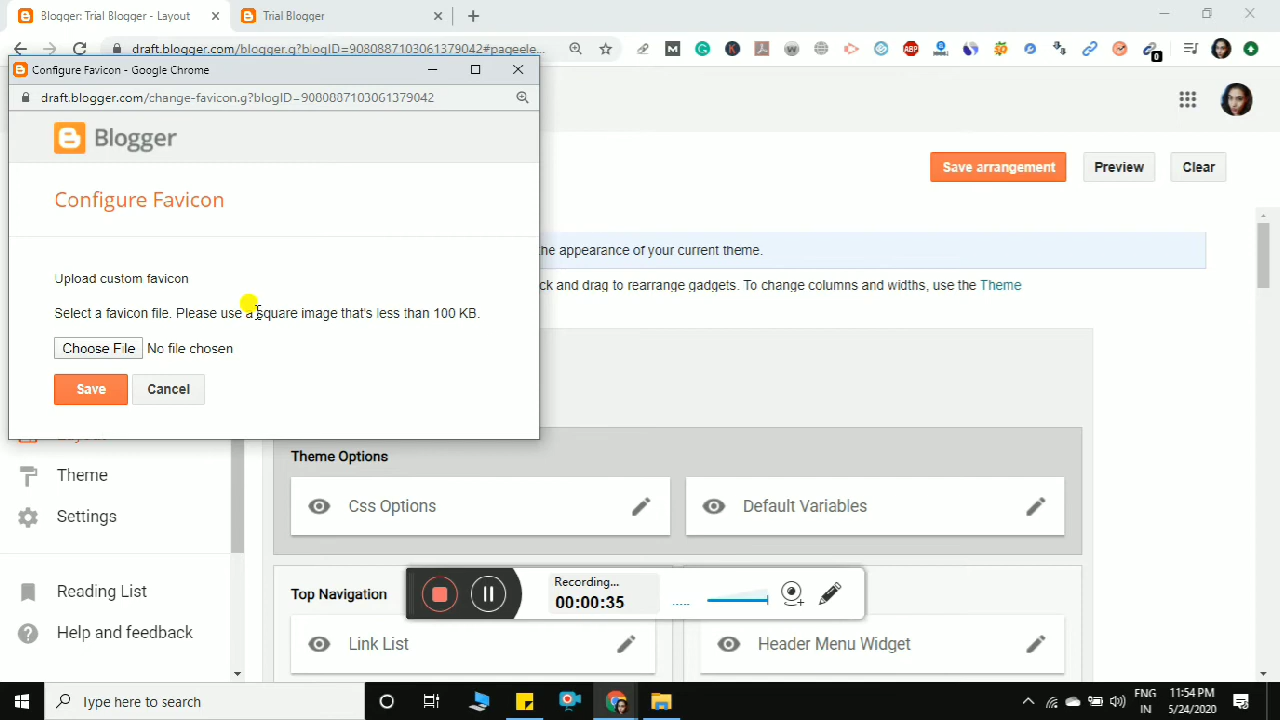 Blogger: Trial Blogger - Layout
Trial Blogger
draft.blogger.com/blogger.g?blogID=9080887103061379042#pageele...
M
K
W
ABP
0
Configure Favicon - Google Chrome
draft.blogger.com/change-favicon.g?blogID=9080887103061379042
Blogger
Save arrangement
Preview
Clear
Configure Favicon
the appearance of your current theme.
Upload custom favicon
ck and drag to rearrange gadgets. To change columns and widths, use the Theme
Select a favicon file. Please use a square image that's less than 100 KB.
Choose File No file chosen
Save
Cancel
Theme Options
Theme
Css Options
Default Variables
Settings
Recording...
Reading List
Top Navigation
00:00:35
Help and feedback
Link List
Header Menu Widget
Type here to search
ENG
IN
11:54 PM
5/24/2020